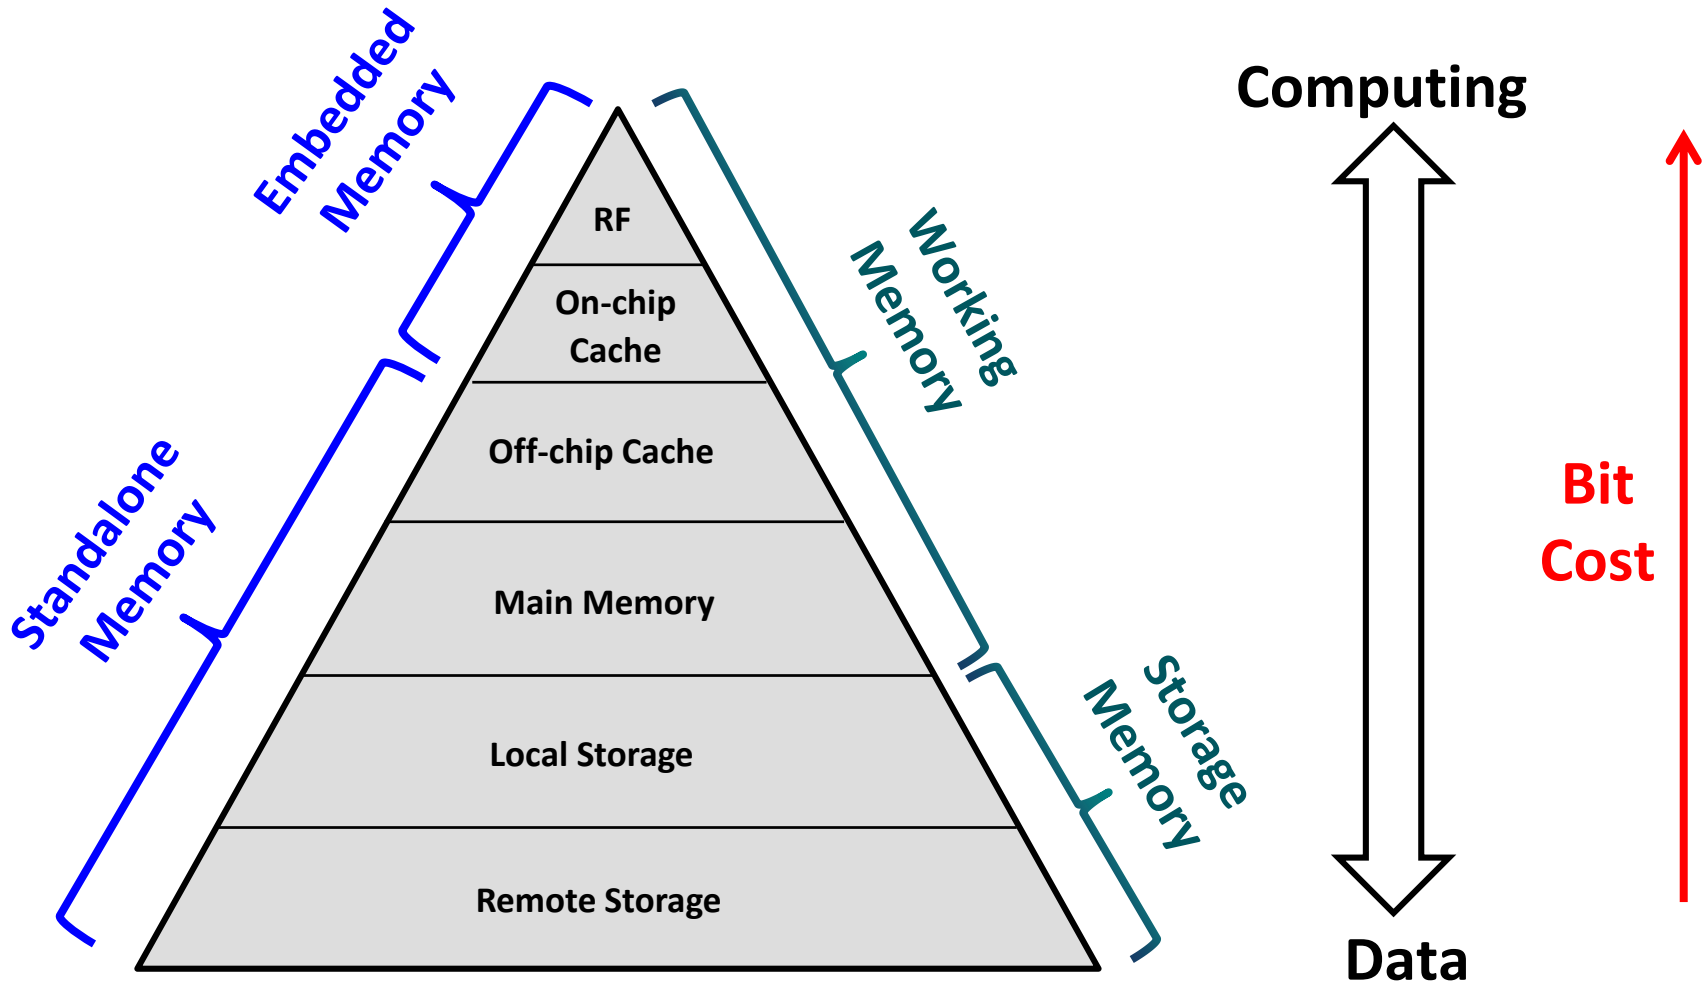 Embedded
Memory
Computing
RF
Working
Memory
On-chip
Cache
Off-chip Cache
Standalone
Memory
Bit
Cost
Main Memory
Storage
Memory
Local Storage
Remote Storage
Data